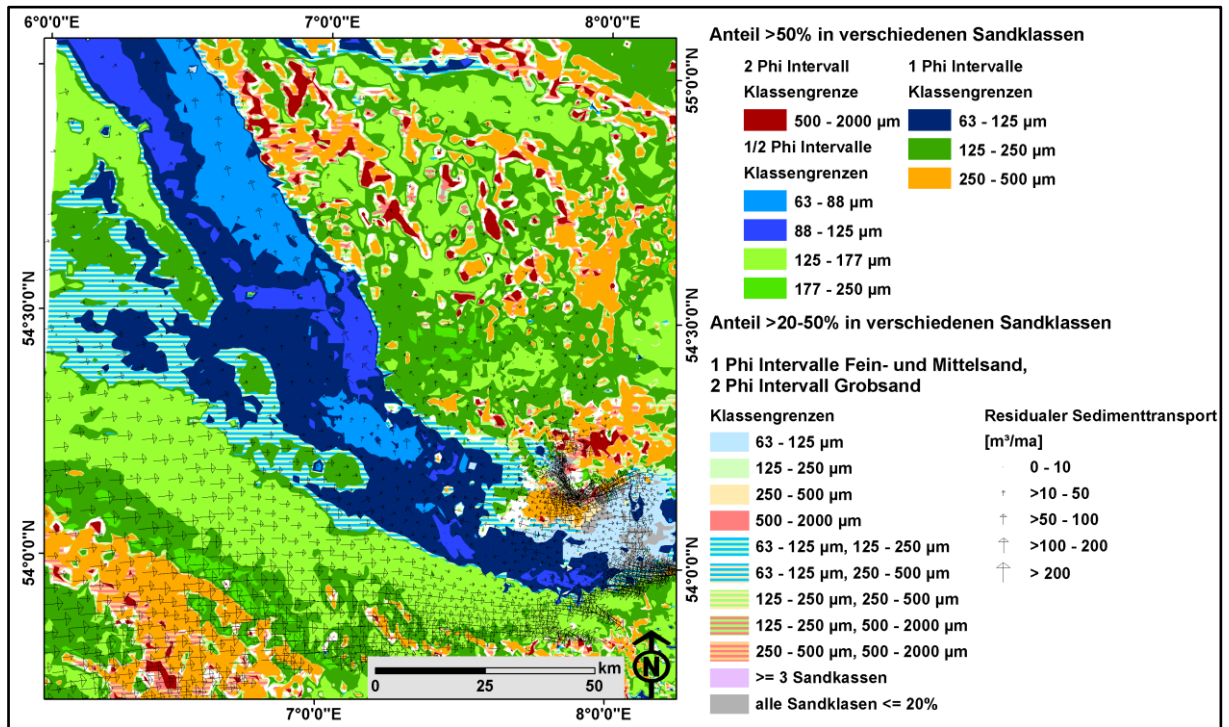 6°0'0"E
7°0'0"E
8°0'0"E
55°0'0"N
54°30'0"N
54°30'0"N
54°0'0"N
54°0'0"N
7°0'0"E
8°0'0"E
km
0 25 50
N
Anteil >50% in verschiedenen Sandklassen
2 Phi Intervall
Klassengrenze
500 - 2000 µm
1/2 Phi Intervalle
Klassengrenzen
63 - 88 µm
88 - 125 µm
125 - 177 µm
177 - 250 µm
1 Phi Intervalle
Klassengrenzen
63 - 125 µm
125 - 250 µm
250 - 500 µm
Anteil >20-50% in verschiedenen Sandklassen
1 Phi Intervalle Fein- und Mittelsand,
2 Phi Intervall Grobsand
Klassengrenzen
63 - 125 µm
125 - 250 µm
250 - 500 µm
500 - 2000 µm
63 - 125 µm, 125 - 250 µm
63 - 125 µm, 250 - 500 µm
125 - 250 µm, 250 - 500 µm
125 - 250 µm, 500 - 2000 µm
250 - 500 µm, 500 - 2000 µm
>= 3 Sandkassen
alle Sandklasen <= 20%
Residualer Sedimenttransport
[m³/ma]
0 - 10
>10 - 50
>50 - 100
>100 - 200
> 200